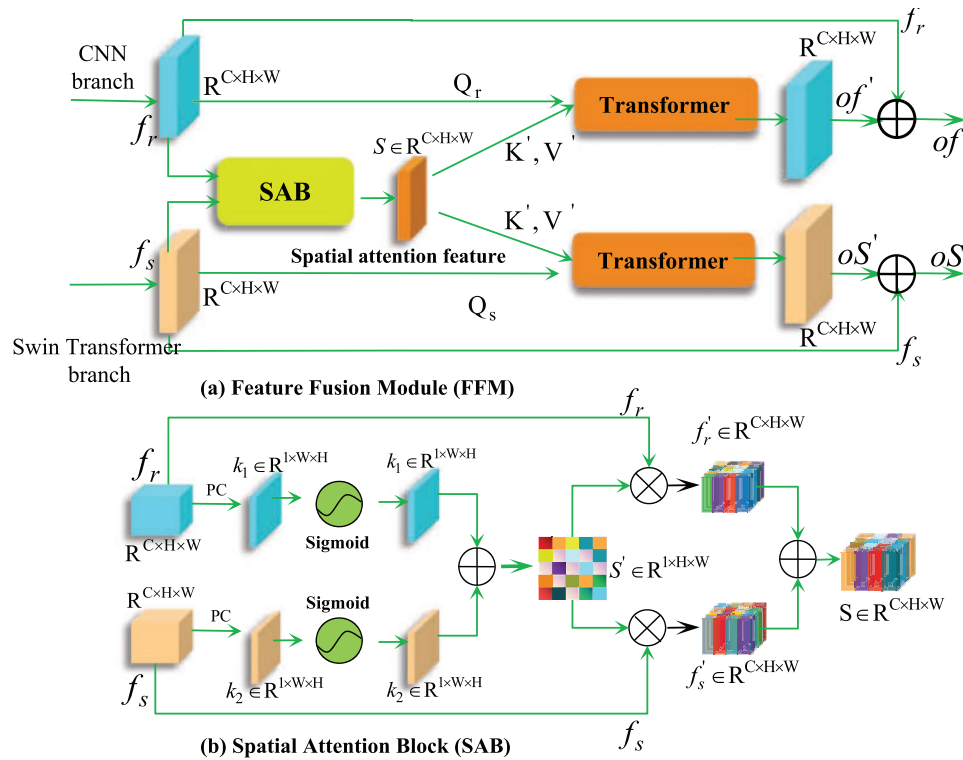 CNN
branch
f_r
R^{C×H×W}
Q_r
R^{C×H×W}
f_r
Transformer
of'
of
f_r
S ∈ R^{C×H×W}
K', V'
SAB
Spatial attention feature
K', V'
f_s
R^{C×H×W}
Q_s
Transformer
oS'
oS
R^{C×H×W}
f_s
Swin Transformer
branch
(a) Feature Fusion Module (FFM)
f_r
f_r
PC
k_1 ∈ R^{1×W×H}
Sigmoid
k_1 ∈ R^{1×W×H}
f_r' ∈ R^{C×H×W}
R^{C×H×W}
S' ∈ R^{1×H×W}
S ∈ R^{C×H×W}
R^{C×H×W}
PC
Sigmoid
k_2 ∈ R^{1×W×H}
k_2 ∈ R^{1×W×H}
f_s' ∈ R^{C×H×W}
f_s
f_s
(b) Spatial Attention Block (SAB)